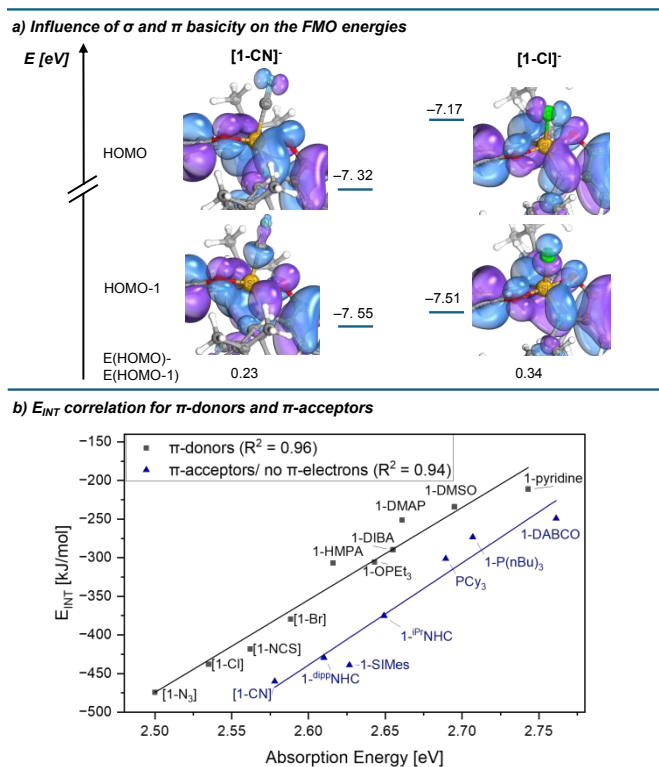 a) Influence of σ and π basicity on the FMO energies
E [eV]
[1-CN]⁻
[1-Cl]⁻
HOMO
–7. 32
–7.17
HOMO-1
–7. 55
–7.51
E(HOMO)-
E(HOMO-1)
0.23
0.34
b) E_INT correlation for π-donors and π-acceptors
π-donors (R² = 0.96)
π-acceptors/ no π-electrons (R² = 0.94)
E_INT [kJ/mol]
−150
−200
−250
−300
−350
−400
−450
−500
1-pyridine
1-DMSO
1-DMAP
1-DIBA
1-HMPA
1-OPEt₃
1-DABCO
1-P(nBu)₃
PCy₃
[1-Br]
1-ⁱᴾʳNHC
[1-NCS]
[1-Cl]
1-SIMes
1-ᵈⁱᵖᵖNHC
[1-N₃]
[1-CN]
2.50
2.55
2.60
2.65
2.70
2.75
Absorption Energy [eV]